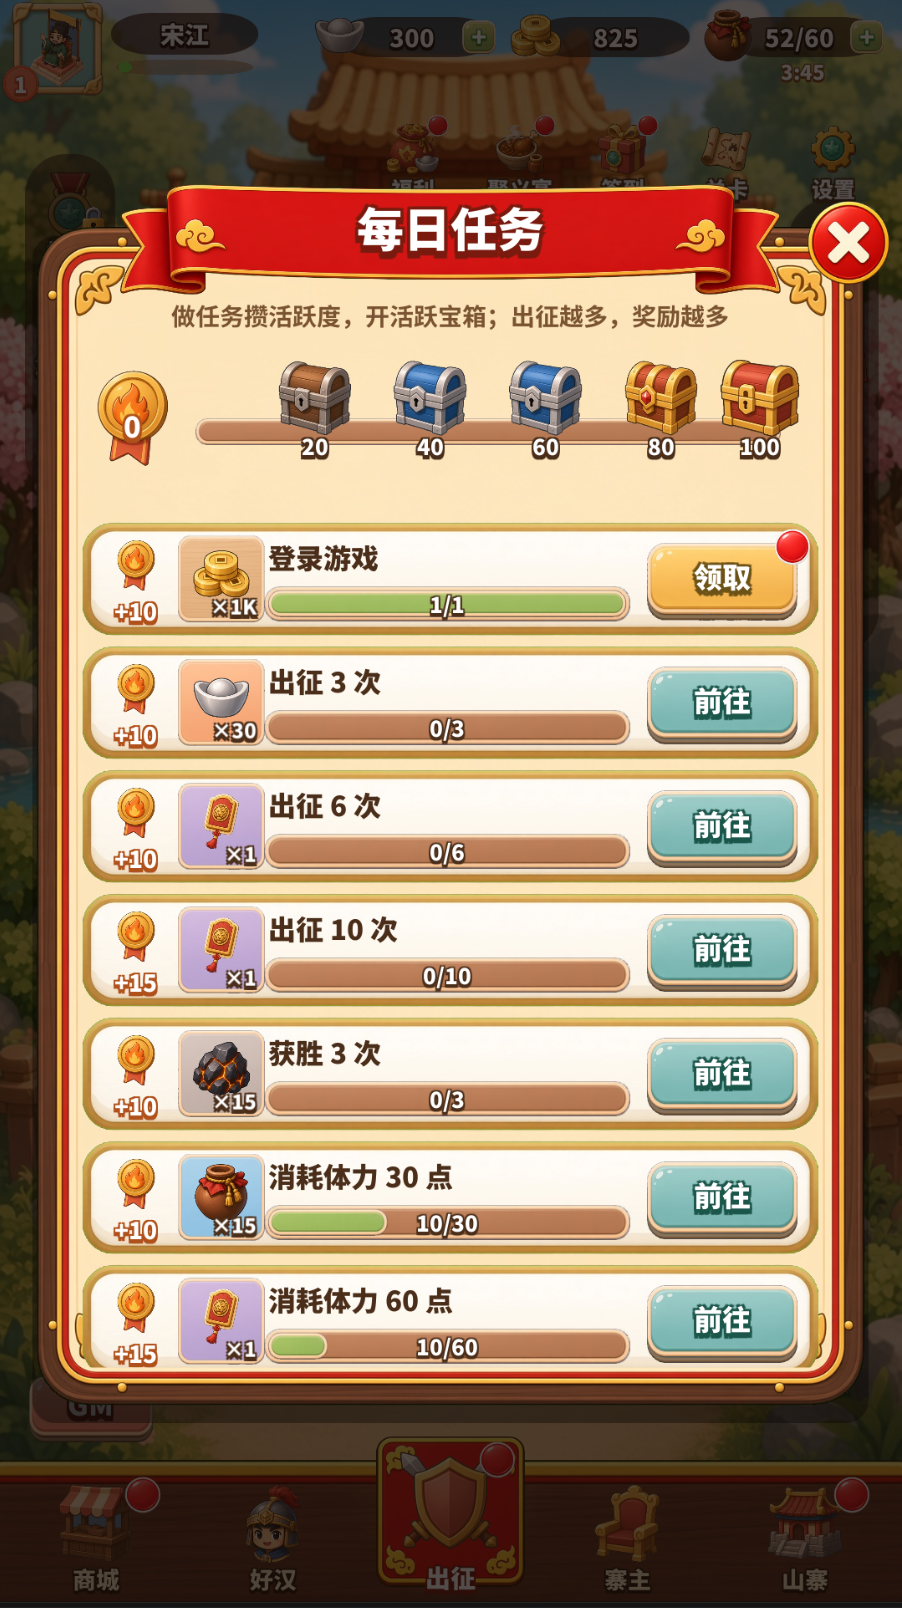 宋江
300
825
52/60
3:45
1
设置
每日任务
做任务攒活跃度，开活跃宝箱；出征越多，奖励越多
0
20
40
60
80
100
登录游戏
+10
×1K
1/1
领取
出征 3 次
+10
×30
0/3
前往
出征 6 次
+10
×1
0/6
前往
出征 10 次
+15
×1
0/10
前往
获胜 3 次
+10
×15
0/3
前往
消耗体力 30 点
+10
×15
10/30
前往
消耗体力 60 点
+15
×1
10/60
前往
GM
商城
好汉
出征
寨主
山寨